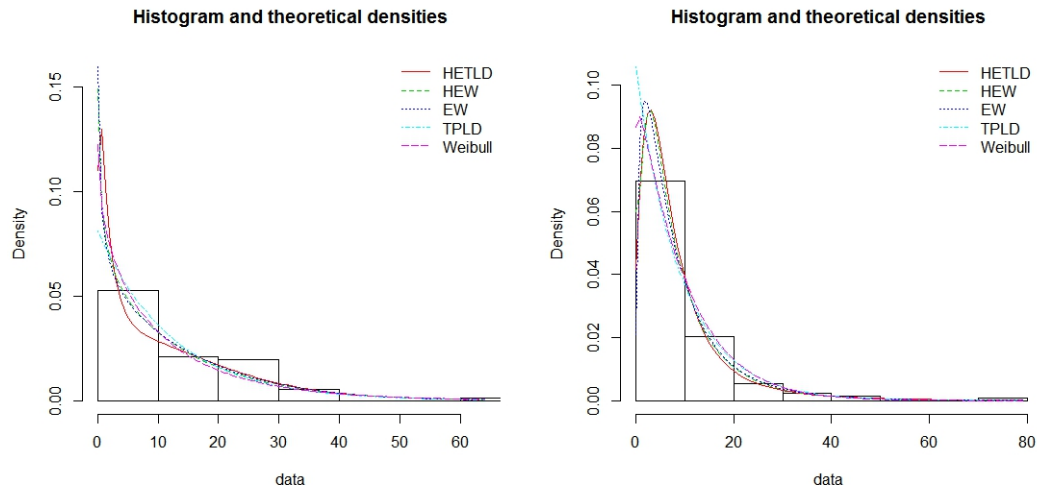 Histogram and theoretical densities
HETLD
HEW
EW
TPLD
Weibull
Density
0.00
0.05
0.10
0.15
0 10 20 30 40 50 60
data
Histogram and theoretical densities
HETLD
HEW
EW
TPLD
Weibull
Density
0.00
0.02
0.04
0.06
0.08
0.10
0 20 40 60 80
data